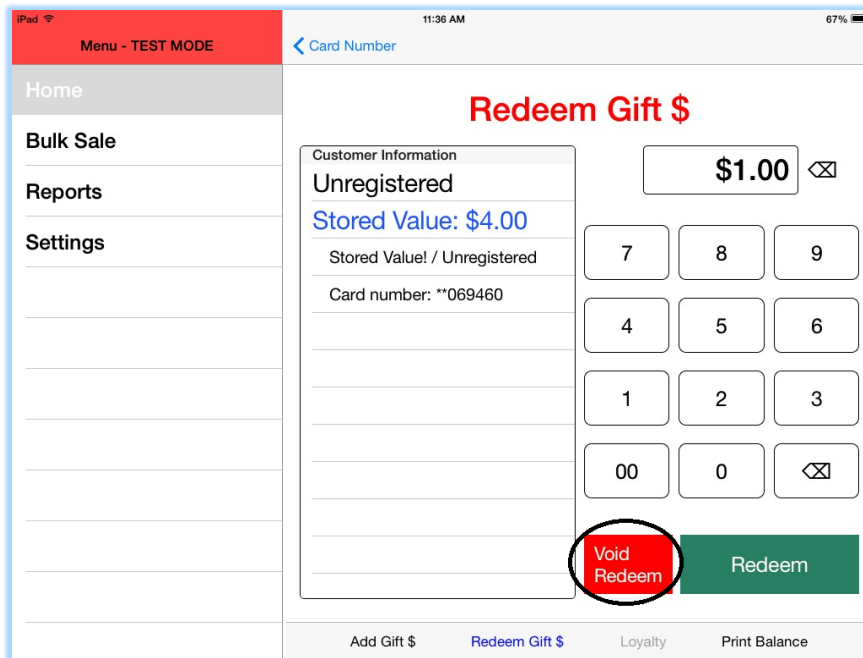 iPad 11:36 AM 67%
Menu - TEST MODE
Card Number
Home
Bulk Sale
Reports
Settings
Redeem Gift $
Customer Information
Unregistered
Stored Value: $4.00
Stored Value! / Unregistered
Card number: **069460
$1.00
7 8 9
4 5 6
1 2 3
00 0
Void
Redeem
Redeem
Add Gift $ Redeem Gift $ Loyalty Print Balance